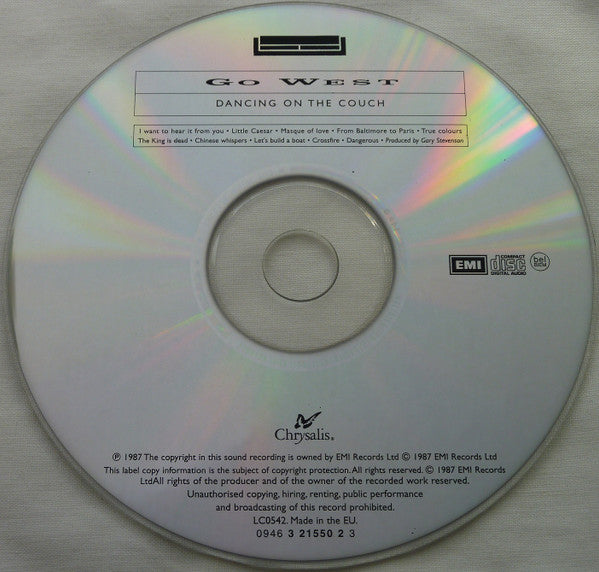 GO WEST
DANCING ON THE COUCH
I want to hear it from you • Little Caesar • Masque of love • From Baltimore to Paris • True colours
The King is dead • Chinese whispers • Let's build a boat • Crossfire • Dangerous • Produced by Gary Stevenson
EMI
COMPACT
disc
DIGITAL AUDIO
bel
BIEM
Chrysalis®
℗ 1987 The copyright in this sound recording is owned by EMI Records Ltd © 1987 EMI Records Ltd
This label copy information is the subject of copyright protection. All rights reserved. © 1987 EMI Records
LtdAll rights of the producer and of the owner of the recorded work reserved.
Unauthorised copying, hiring, renting, public performance
and broadcasting of this record prohibited.
LC0542. Made in the EU.
0946 3 21550 2 3